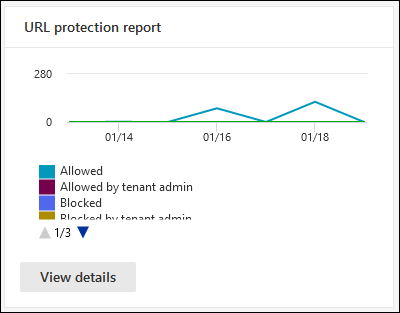 URL protection report
280
0
01/14 01/16 01/18
Allowed
Allowed by tenant admin
Blocked
Blocked by tenant admin
1/3
View details